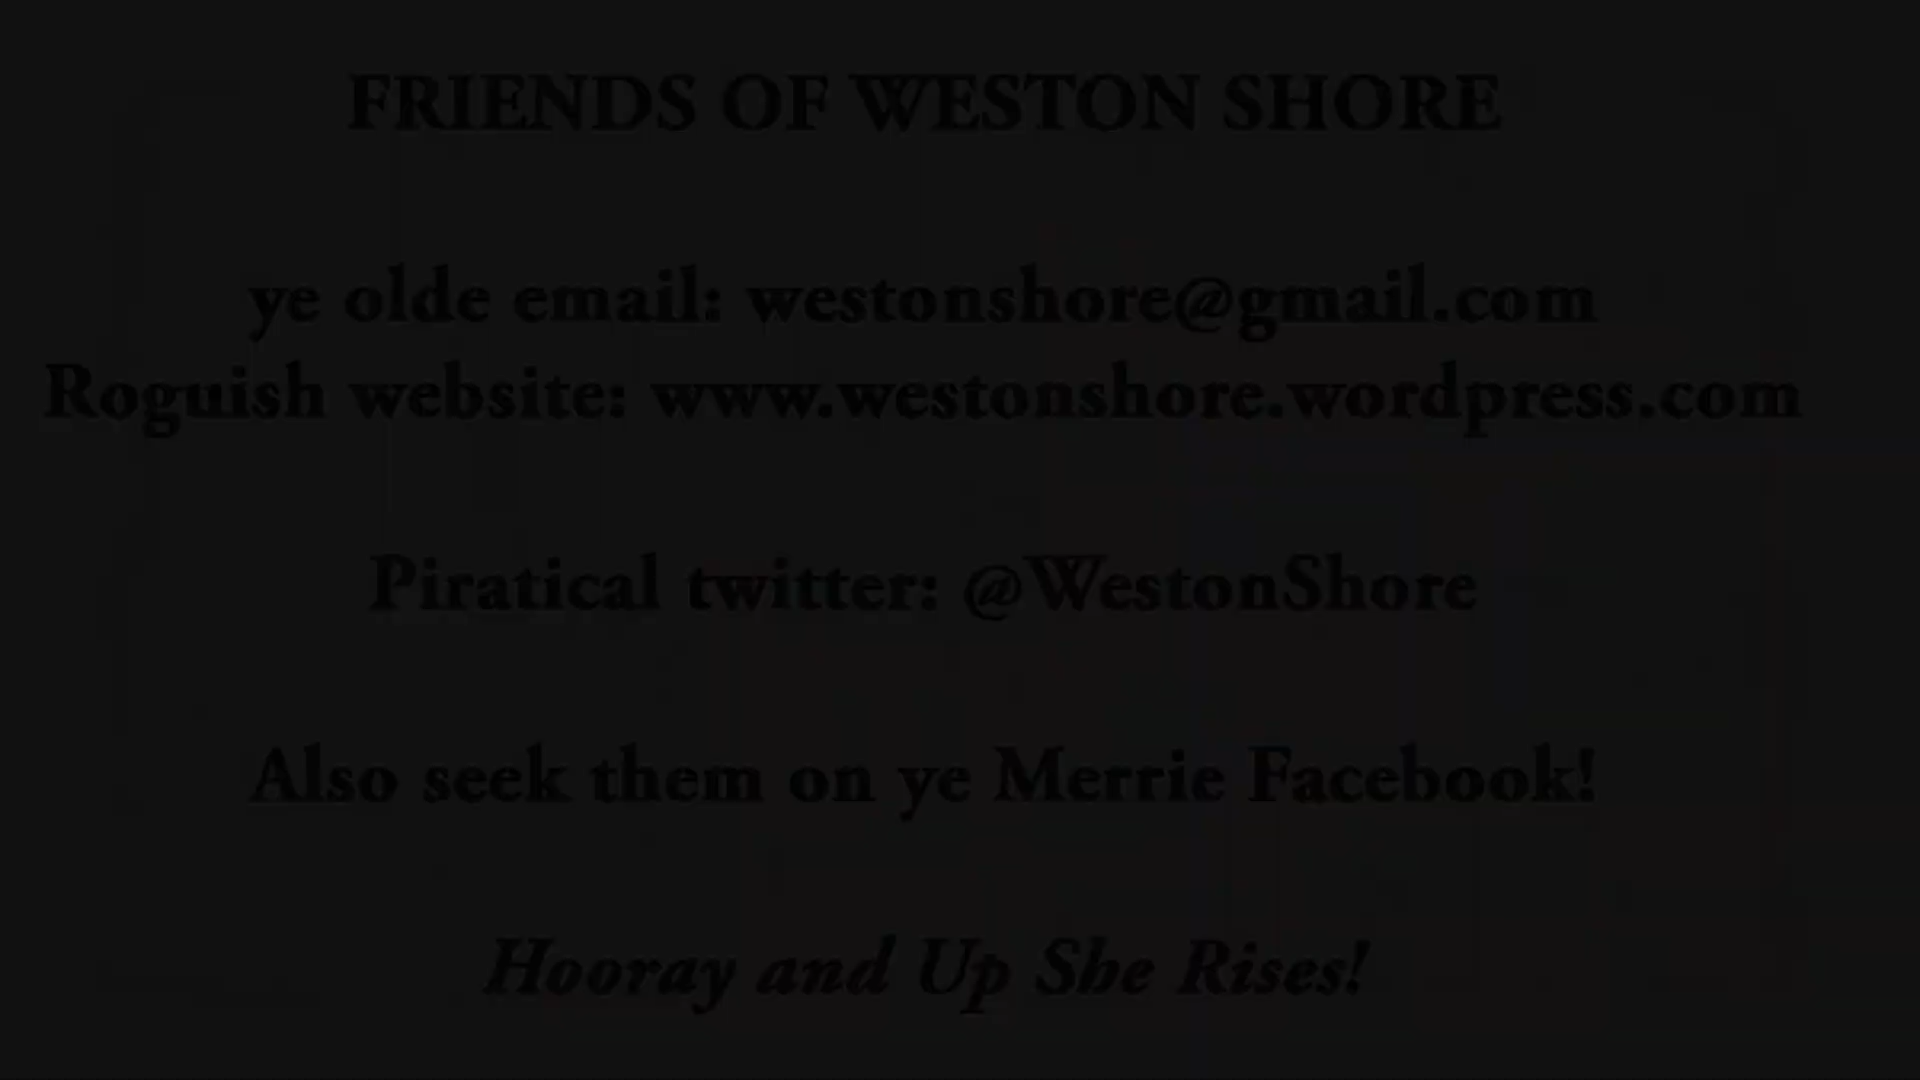 FRIENDS OF WESTON SHORE
ye olde email: westonshore@gmail.com
Roguish website: www.westonshore.wordpress.com
Piratical twitter: @WestonShore
Also seek them on ye Merrie Facebook!
Hooray and Up She Rises!